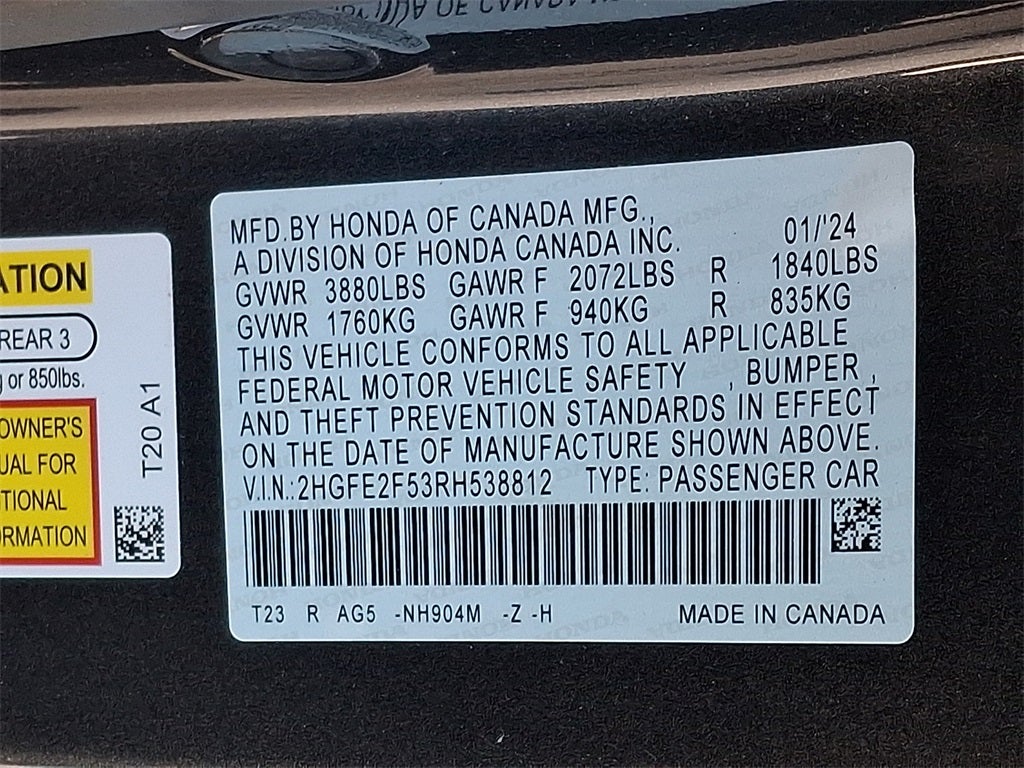 ATION
REAR 3
or 850lbs.
OWNER'S
UAL FOR
TIONAL
ORMATION
T20 A1
MFD.BY HONDA OF CANADA MFG.,
A DIVISION OF HONDA CANADA INC. 01/'24
GVWR 3880LBS GAWR F 2072LBS R 1840LBS
GVWR 1760KG GAWR F 940KG R 835KG
THIS VEHICLE CONFORMS TO ALL APPLICABLE
FEDERAL MOTOR VEHICLE SAFETY , BUMPER ,
AND THEFT PREVENTION STANDARDS IN EFFECT
ON THE DATE OF MANUFACTURE SHOWN ABOVE.
V.I.N.:2HGFE2F53RH538812 TYPE: PASSENGER CAR
T23 R AG5 -NH904M -Z -H MADE IN CANADA